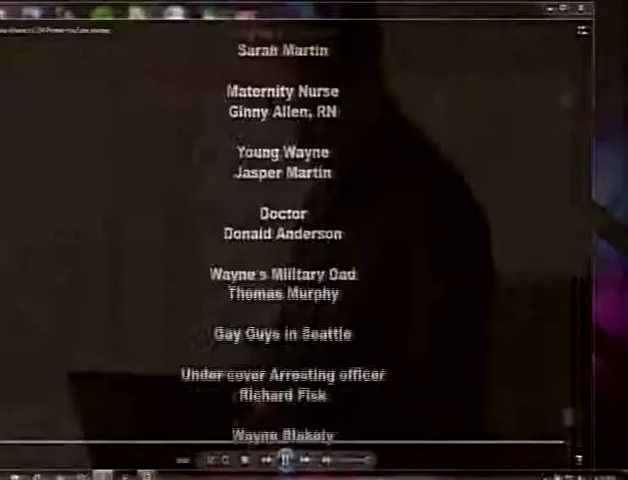 Sarah Martin
Maternity Nurse
Ginny Allen, RN
Young Wayne
Jasper Martin
Doctor
Donald Anderson
Wayne's Military Dad
Thomas Murphy
Gay Guys in Seattle
Under cover Arresting officer
Richard Fisk
Wayne Blakely